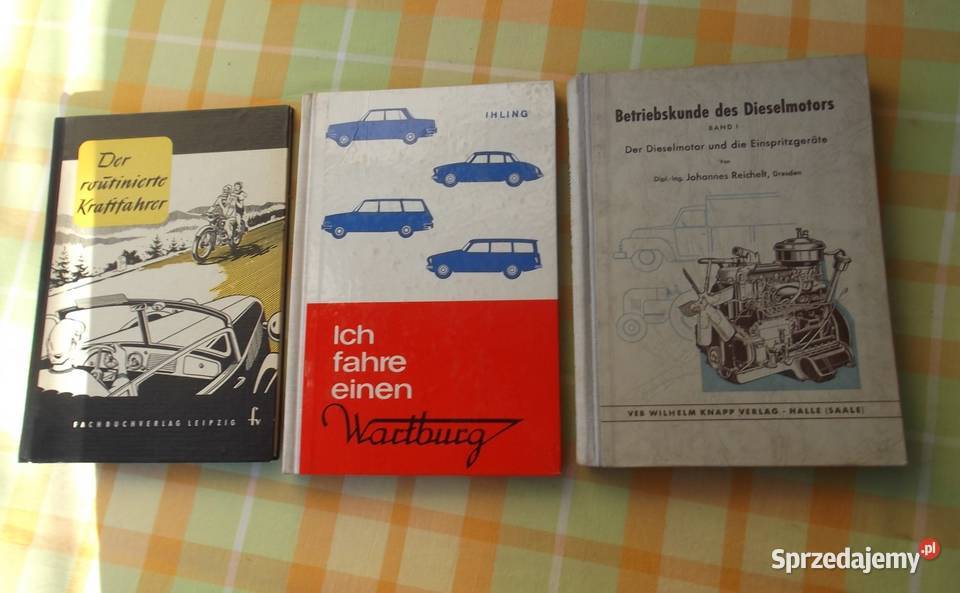 Der
routinierte
Kraftfahrer
FACHBUCHVERLAG LEIPZIG fv
IHLING
Ich
fahre
einen
Wartburg
Betriebskunde des Dieselmotors
BAND I
Der Dieselmotor und die Einspritzgeräte
Von
Dipl.-Ing. Johannes Reichelt, Dresden
VEB WILHELM KNAPP VERLAG - HALLE (SAALE)
Sprzedajemy.pl